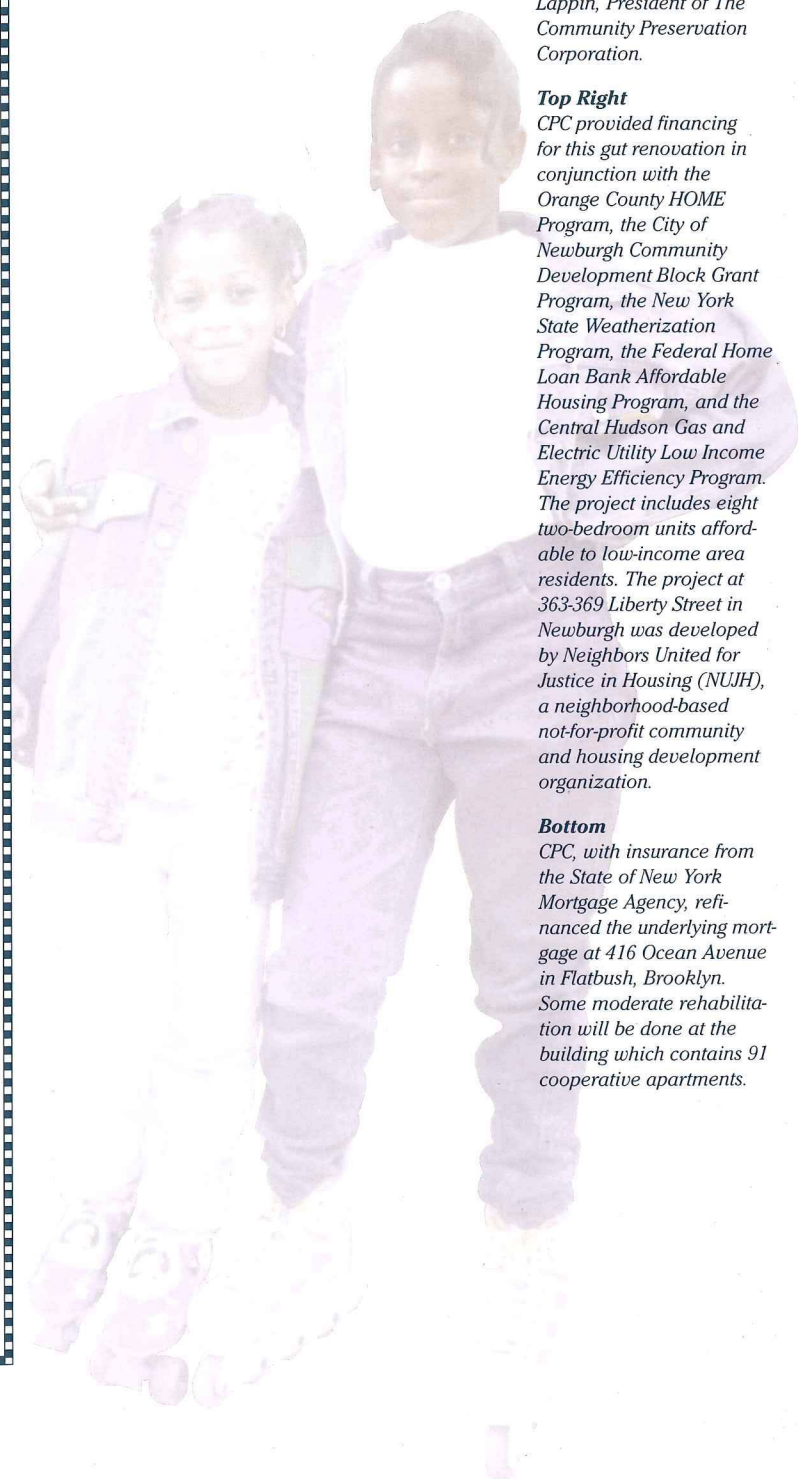 Lappin, President of The
Community Preservation
Corporation.
Top Right
CPC provided financing
for this gut renovation in
conjunction with the
Orange County HOME
Program, the City of
Newburgh Community
Development Block Grant
Program, the New York
State Weatherization
Program, the Federal Home
Loan Bank Affordable
Housing Program, and the
Central Hudson Gas and
Electric Utility Low Income
Energy Efficiency Program.
The project includes eight
two-bedroom units afford-
able to low-income area
residents. The project at
363-369 Liberty Street in
Newburgh was developed
by Neighbors United for
Justice in Housing (NUJH),
a neighborhood-based
not-for-profit community
and housing development
organization.
Bottom
CPC, with insurance from
the State of New York
Mortgage Agency, refi-
nanced the underlying mort-
gage at 416 Ocean Avenue
in Flatbush, Brooklyn.
Some moderate rehabilita-
tion will be done at the
building which contains 91
cooperative apartments.